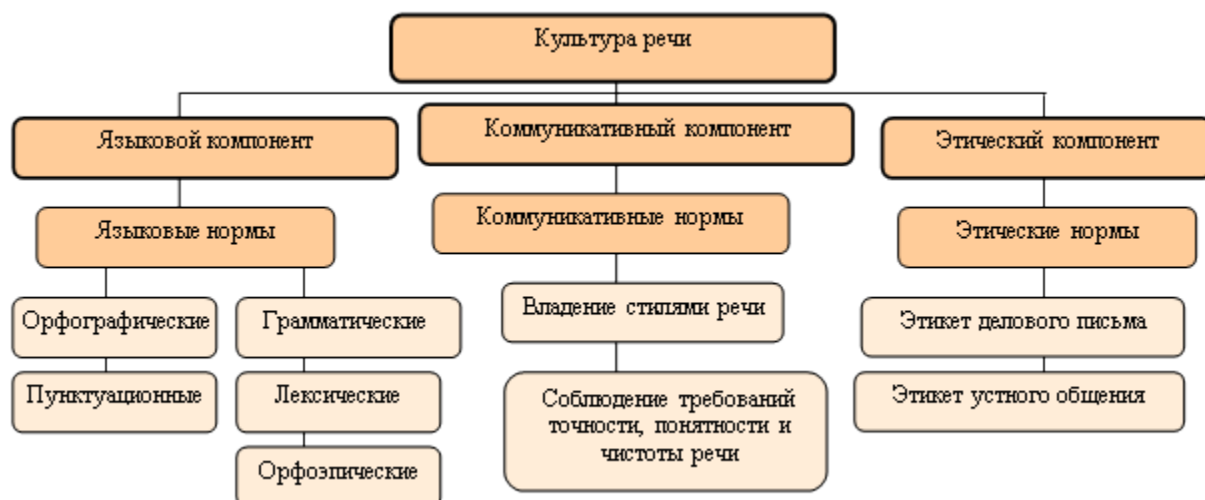 Культура речи
Языковой компонент
Коммуникативный компонент
Этический компонент
Языковые нормы
Коммуникативные нормы
Этические нормы
Орфографические
Грамматические
Владение стилями речи
Этикет делового письма
Пунктуационные
Лексические
Соблюдение требований
точности, понятности и
чистоты речи
Этикет устного общения
Орфоэпические